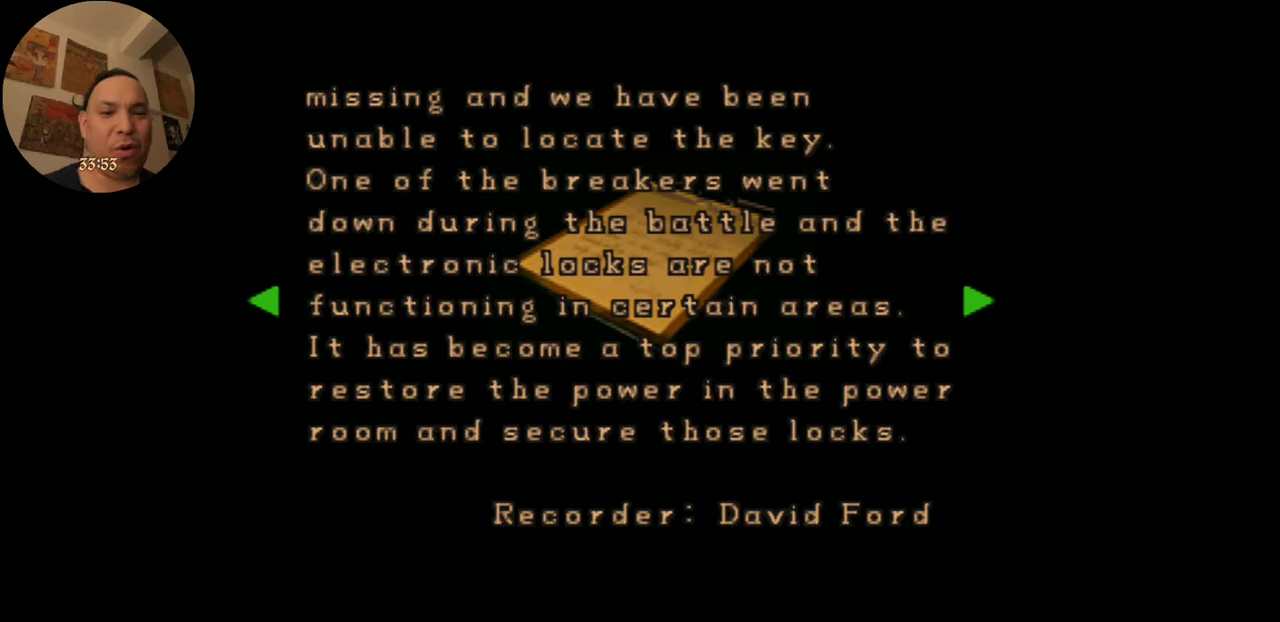 33:53
missing and we have been
unable to locate the key.
One of the breakers went
down during the battle and the
electronic locks are not
functioning in certain areas.
It has become a top priority to
restore the power in the power
room and secure those locks.
Recorder: David Ford